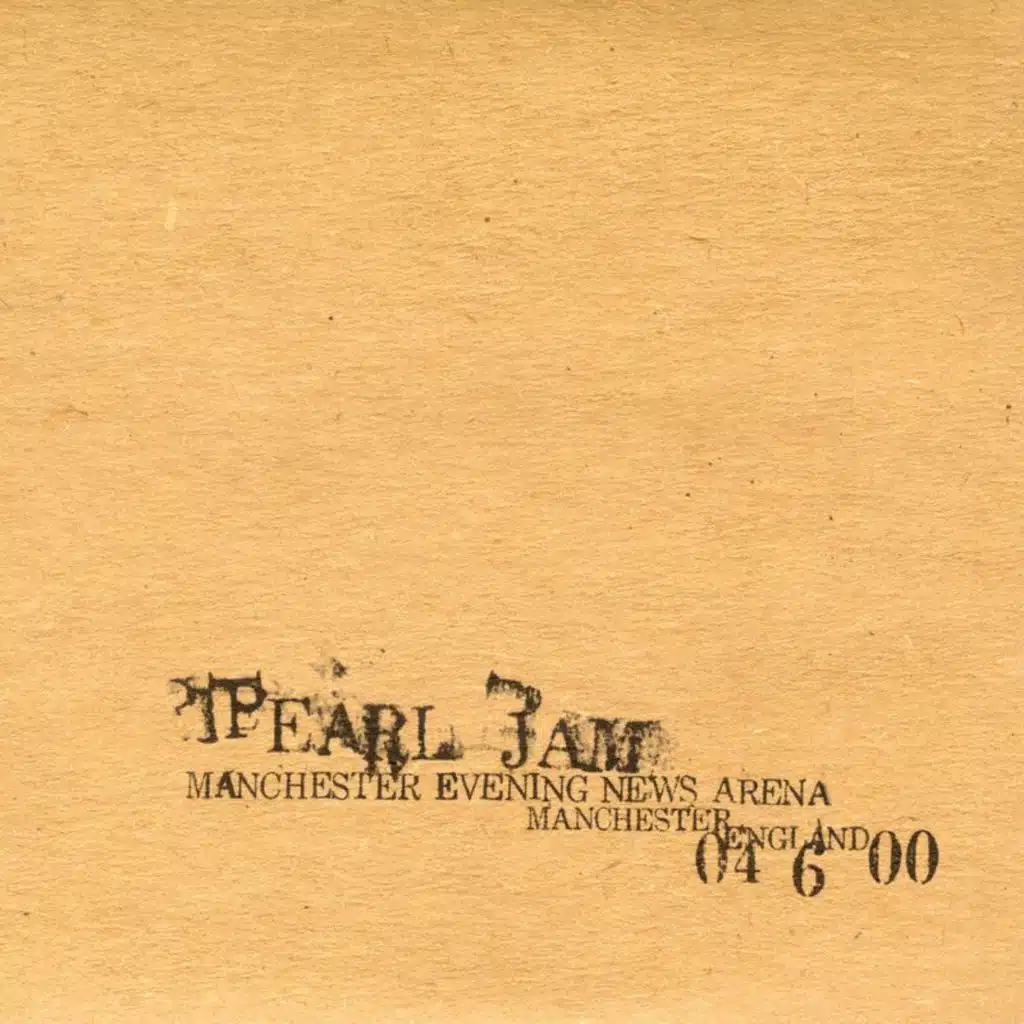 PEARL JAM
MANCHESTER EVENING NEWS ARENA
MANCHESTER, ENGLAND
04 6 00